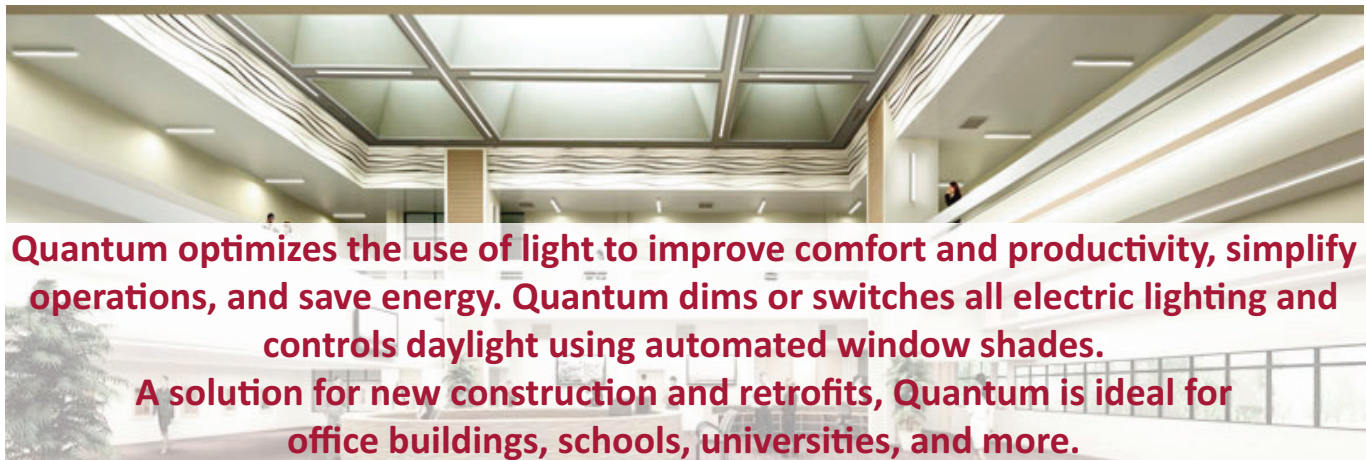 Quantum optimizes the use of light to improve comfort and productivity, simplify
operations, and save energy. Quantum dims or switches all electric lighting and
controls daylight using automated window shades.
A solution for new construction and retrofits, Quantum is ideal for
office buildings, schools, universities, and more.